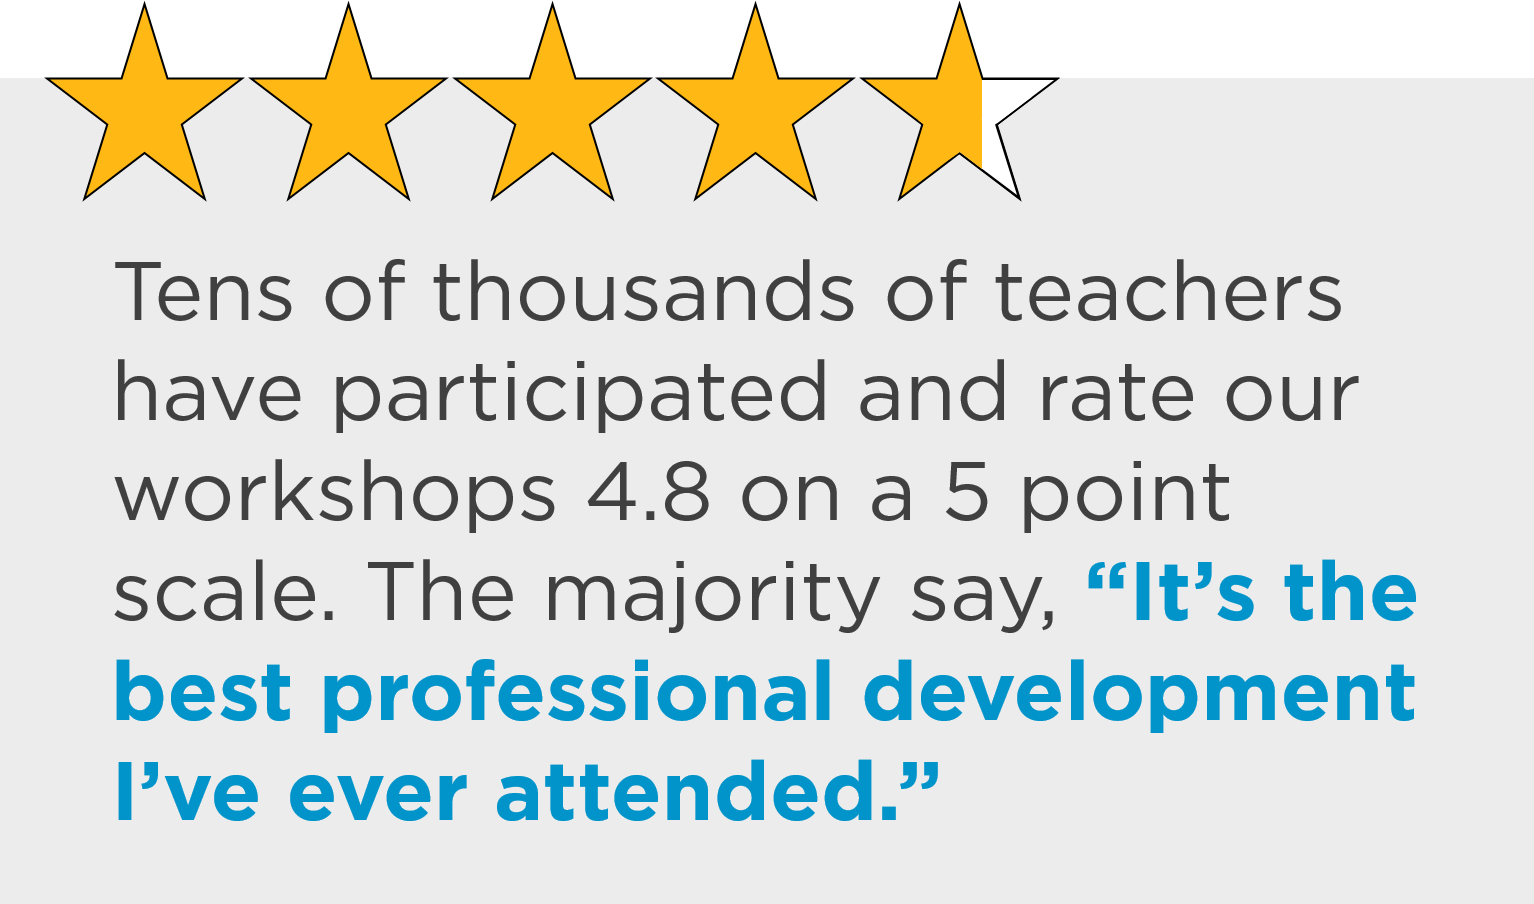 Tens of thousands of teachers
have participated and rate our
workshops 4.8 on a 5 point
scale. The majority say, “It’s the
best professional development
I’ve ever attended.”